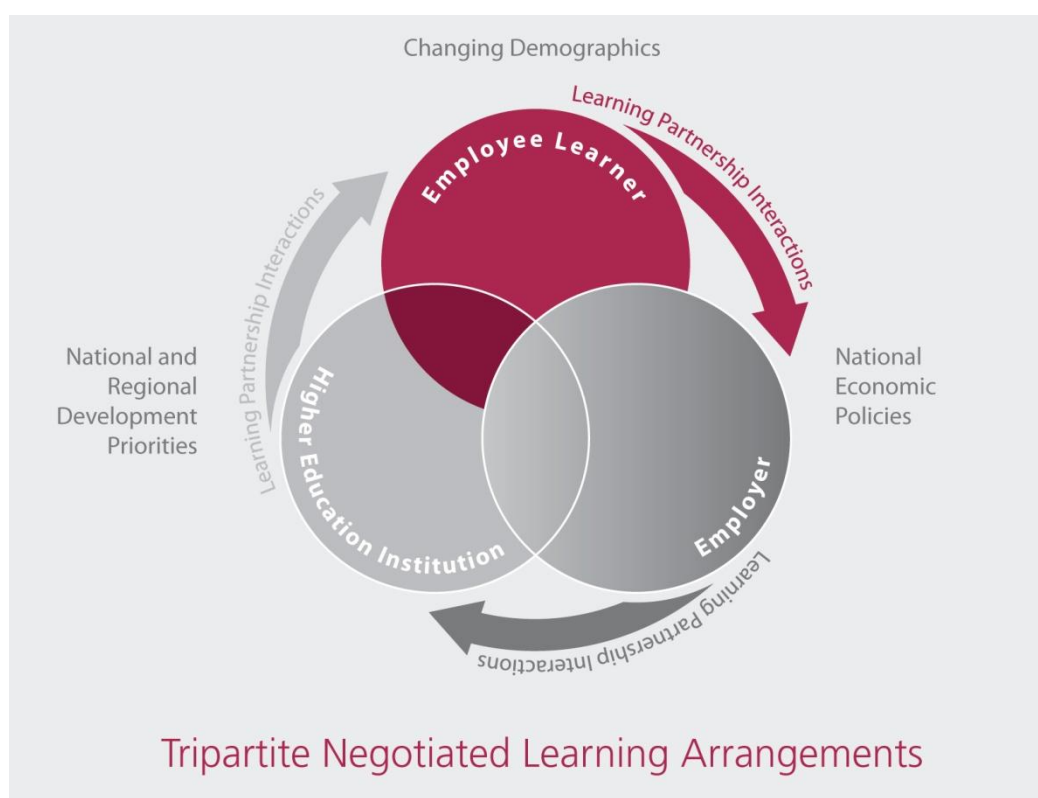 Changing Demographics
Learning Partnership Interactions
Employee Learner
Learning Partnership Interactions
National and
Regional
Development
Priorities
National
Economic
Policies
Higher Education Institution
Employer
Learning Partnership Interactions
Tripartite Negotiated Learning Arrangements